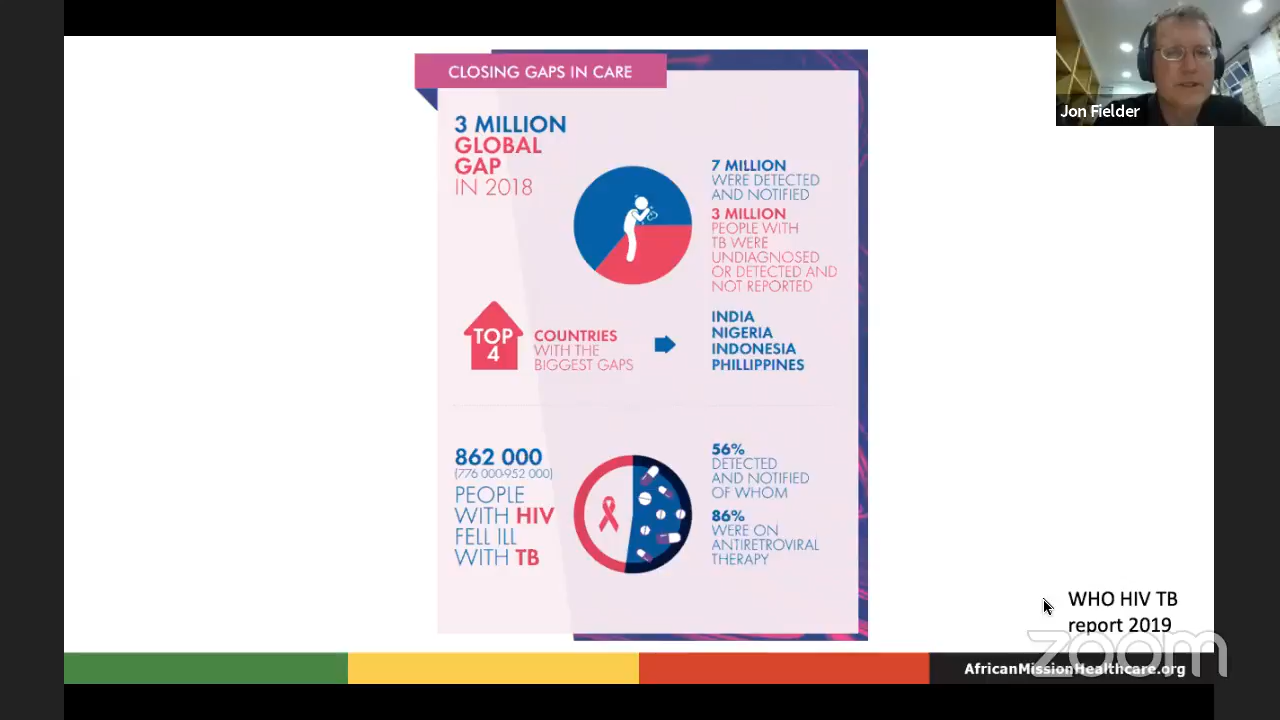 CLOSING GAPS IN CARE
3 MILLION
GLOBAL
GAP
IN 2018
7 MILLION
WERE DETECTED
AND NOTIFIED
3 MILLION
PEOPLE WITH
TB WERE
UNDIAGNOSED
OR DETECTED AND
NOT REPORTED
TOP
4
COUNTRIES
WITH THE
BIGGEST GAPS
INDIA
NIGERIA
INDONESIA
PHILLIPPINES
862 000
(776 000-952 000)
PEOPLE
WITH HIV
FELL ILL
WITH TB
56%
DETECTED
AND NOTIFIED
OF WHOM
86%
WERE ON
ANTIRETROVIRAL
THERAPY
Jon Fielder
WHO HIV TB
report 2019
zoom
AfricanMissionHealthcare.org